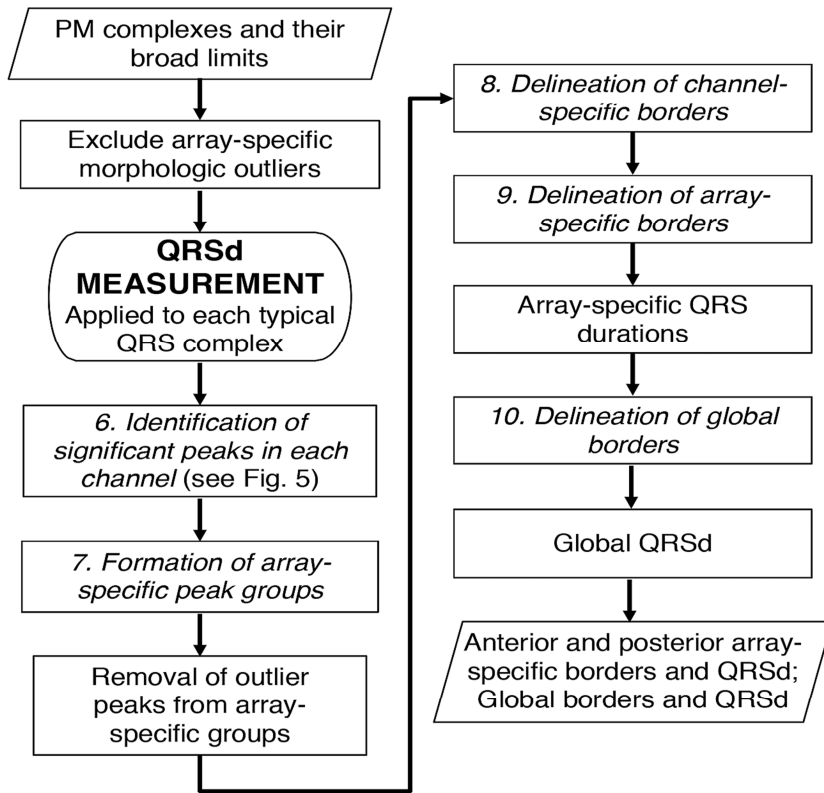 PM complexes and their
broad limits
Exclude array-specific
morphologic outliers
QRSd
MEASUREMENT
Applied to each typical
QRS complex
6. Identification of
significant peaks in each
channel (see Fig. 5)
7. Formation of array-
specific peak groups
Removal of outlier
peaks from array-
specific groups
8. Delineation of channel-
specific borders
9. Delineation of array-
specific borders
Array-specific QRS
durations
10. Delineation of global
borders
Global QRSd
Anterior and posterior array-
specific borders and QRSd;
Global borders and QRSd